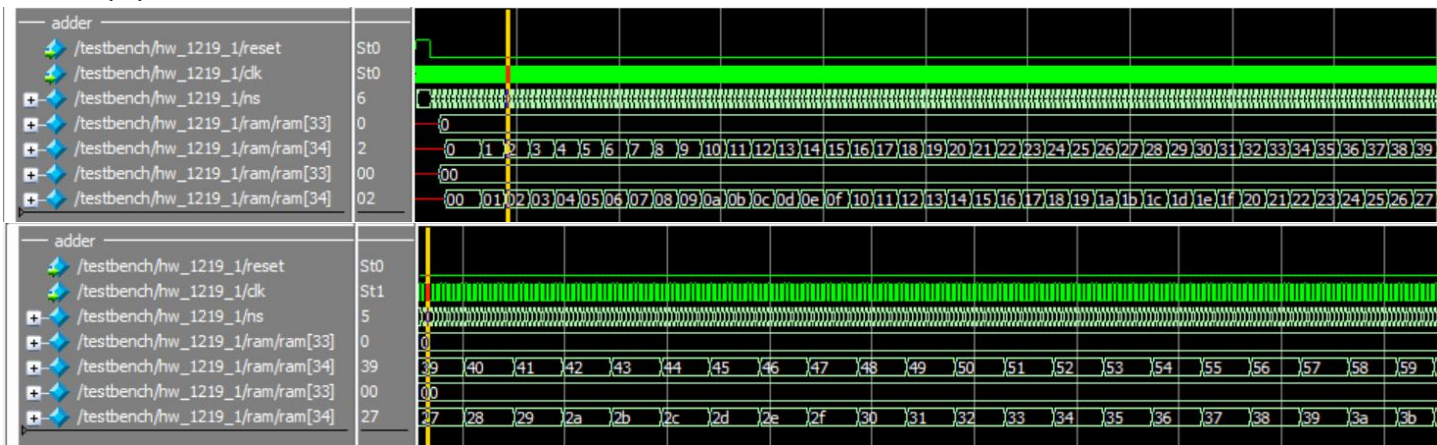 adder
/testbench/hw_1219_1/reset St0
/testbench/hw_1219_1/clk St0
/testbench/hw_1219_1/ns 6
/testbench/hw_1219_1/ram/ram[33] 0 0
/testbench/hw_1219_1/ram/ram[34] 2 0 1 2 3 4 5 6 7 8 9 10 11 12 13 14 15 16 17 18 19 20 21 22 23 24 25 26 27 28 29 30 31 32 33 34 35 36 37 38 39
/testbench/hw_1219_1/ram/ram[33] 00 00
/testbench/hw_1219_1/ram/ram[34] 02 00 01 02 03 04 05 06 07 08 09 0a 0b 0c 0d 0e 0f 10 11 12 13 14 15 16 17 18 19 1a 1b 1c 1d 1e 1f 20 21 22 23 24 25 26 27
adder
/testbench/hw_1219_1/reset St0
/testbench/hw_1219_1/clk St1
/testbench/hw_1219_1/ns 5
/testbench/hw_1219_1/ram/ram[33] 0 0
/testbench/hw_1219_1/ram/ram[34] 39 39 40 41 42 43 44 45 46 47 48 49 50 51 52 53 54 55 56 57 58 59
/testbench/hw_1219_1/ram/ram[33] 00 00
/testbench/hw_1219_1/ram/ram[34] 27 27 28 29 2a 2b 2c 2d 2e 2f 30 31 32 33 34 35 36 37 38 39 3a 3b